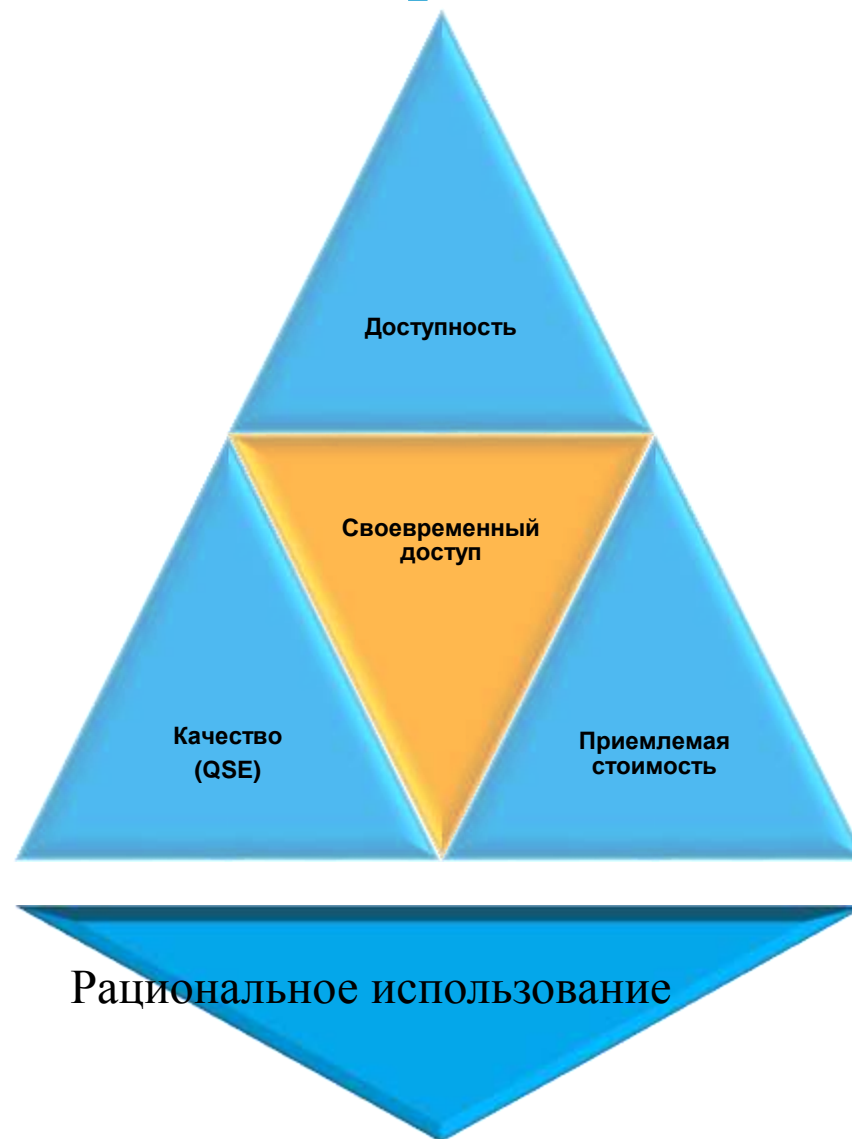 Доступность
Своевременный
доступ
Качество
(QSE)
Приемлемая
стоимость
Рациональное использование